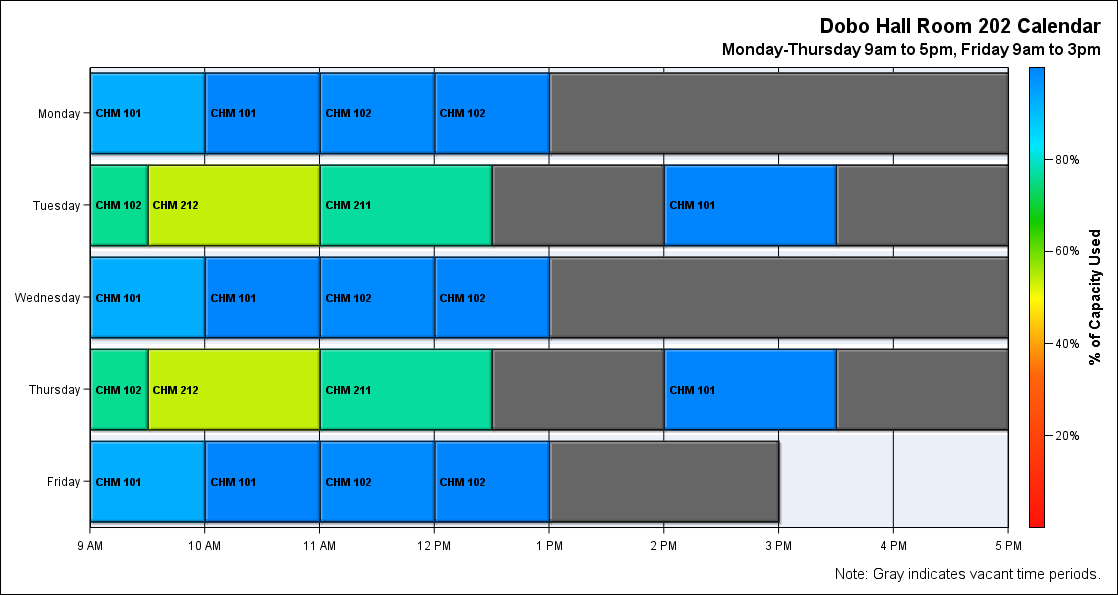 Dobo Hall Room 202 Calendar
Monday-Thursday 9am to 5pm, Friday 9am to 3pm
Monday
CHM 101
CHM 101
CHM 102
CHM 102
Tuesday
CHM 102
CHM 212
CHM 211
CHM 101
Wednesday
CHM 101
CHM 101
CHM 102
CHM 102
Thursday
CHM 102
CHM 212
CHM 211
CHM 101
Friday
CHM 101
CHM 101
CHM 102
CHM 102
9 AM
10 AM
11 AM
12 PM
1 PM
2 PM
3 PM
4 PM
5 PM
80%
60%
40%
20%
% of Capacity Used
Note: Gray indicates vacant time periods.